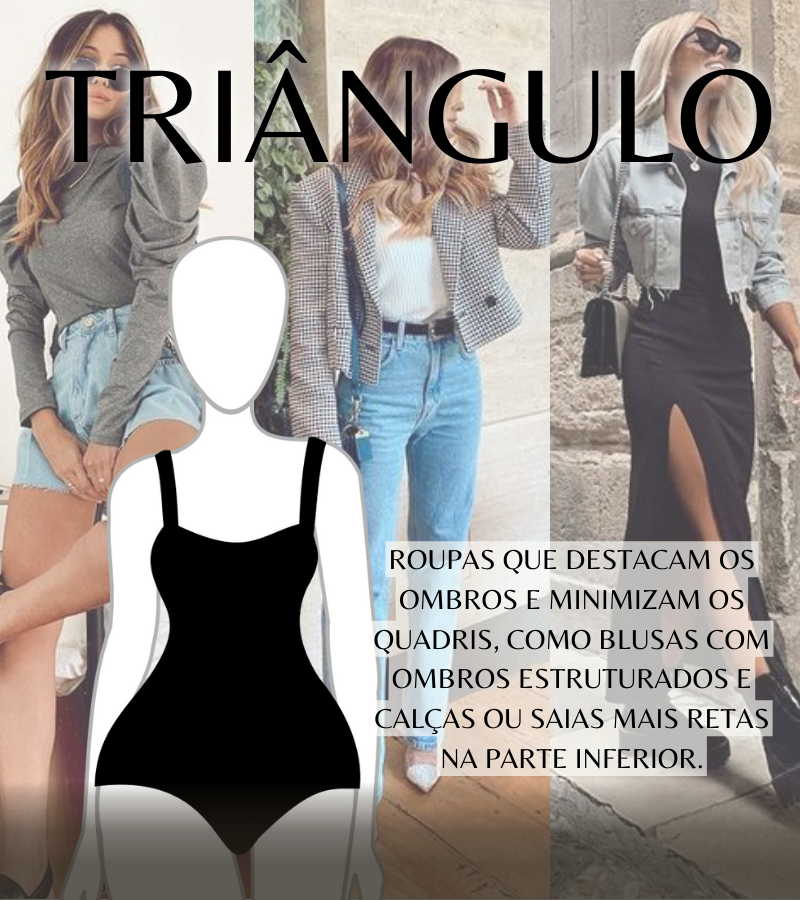 TRIÂNGULO
ROUPAS QUE DESTACAM OS
OMBROS E MINIMIZAM OS
QUADRIS, COMO BLUSAS COM
OMBROS ESTRUTURADOS E
CALÇAS OU SAIAS MAIS RETAS
NA PARTE INFERIOR.